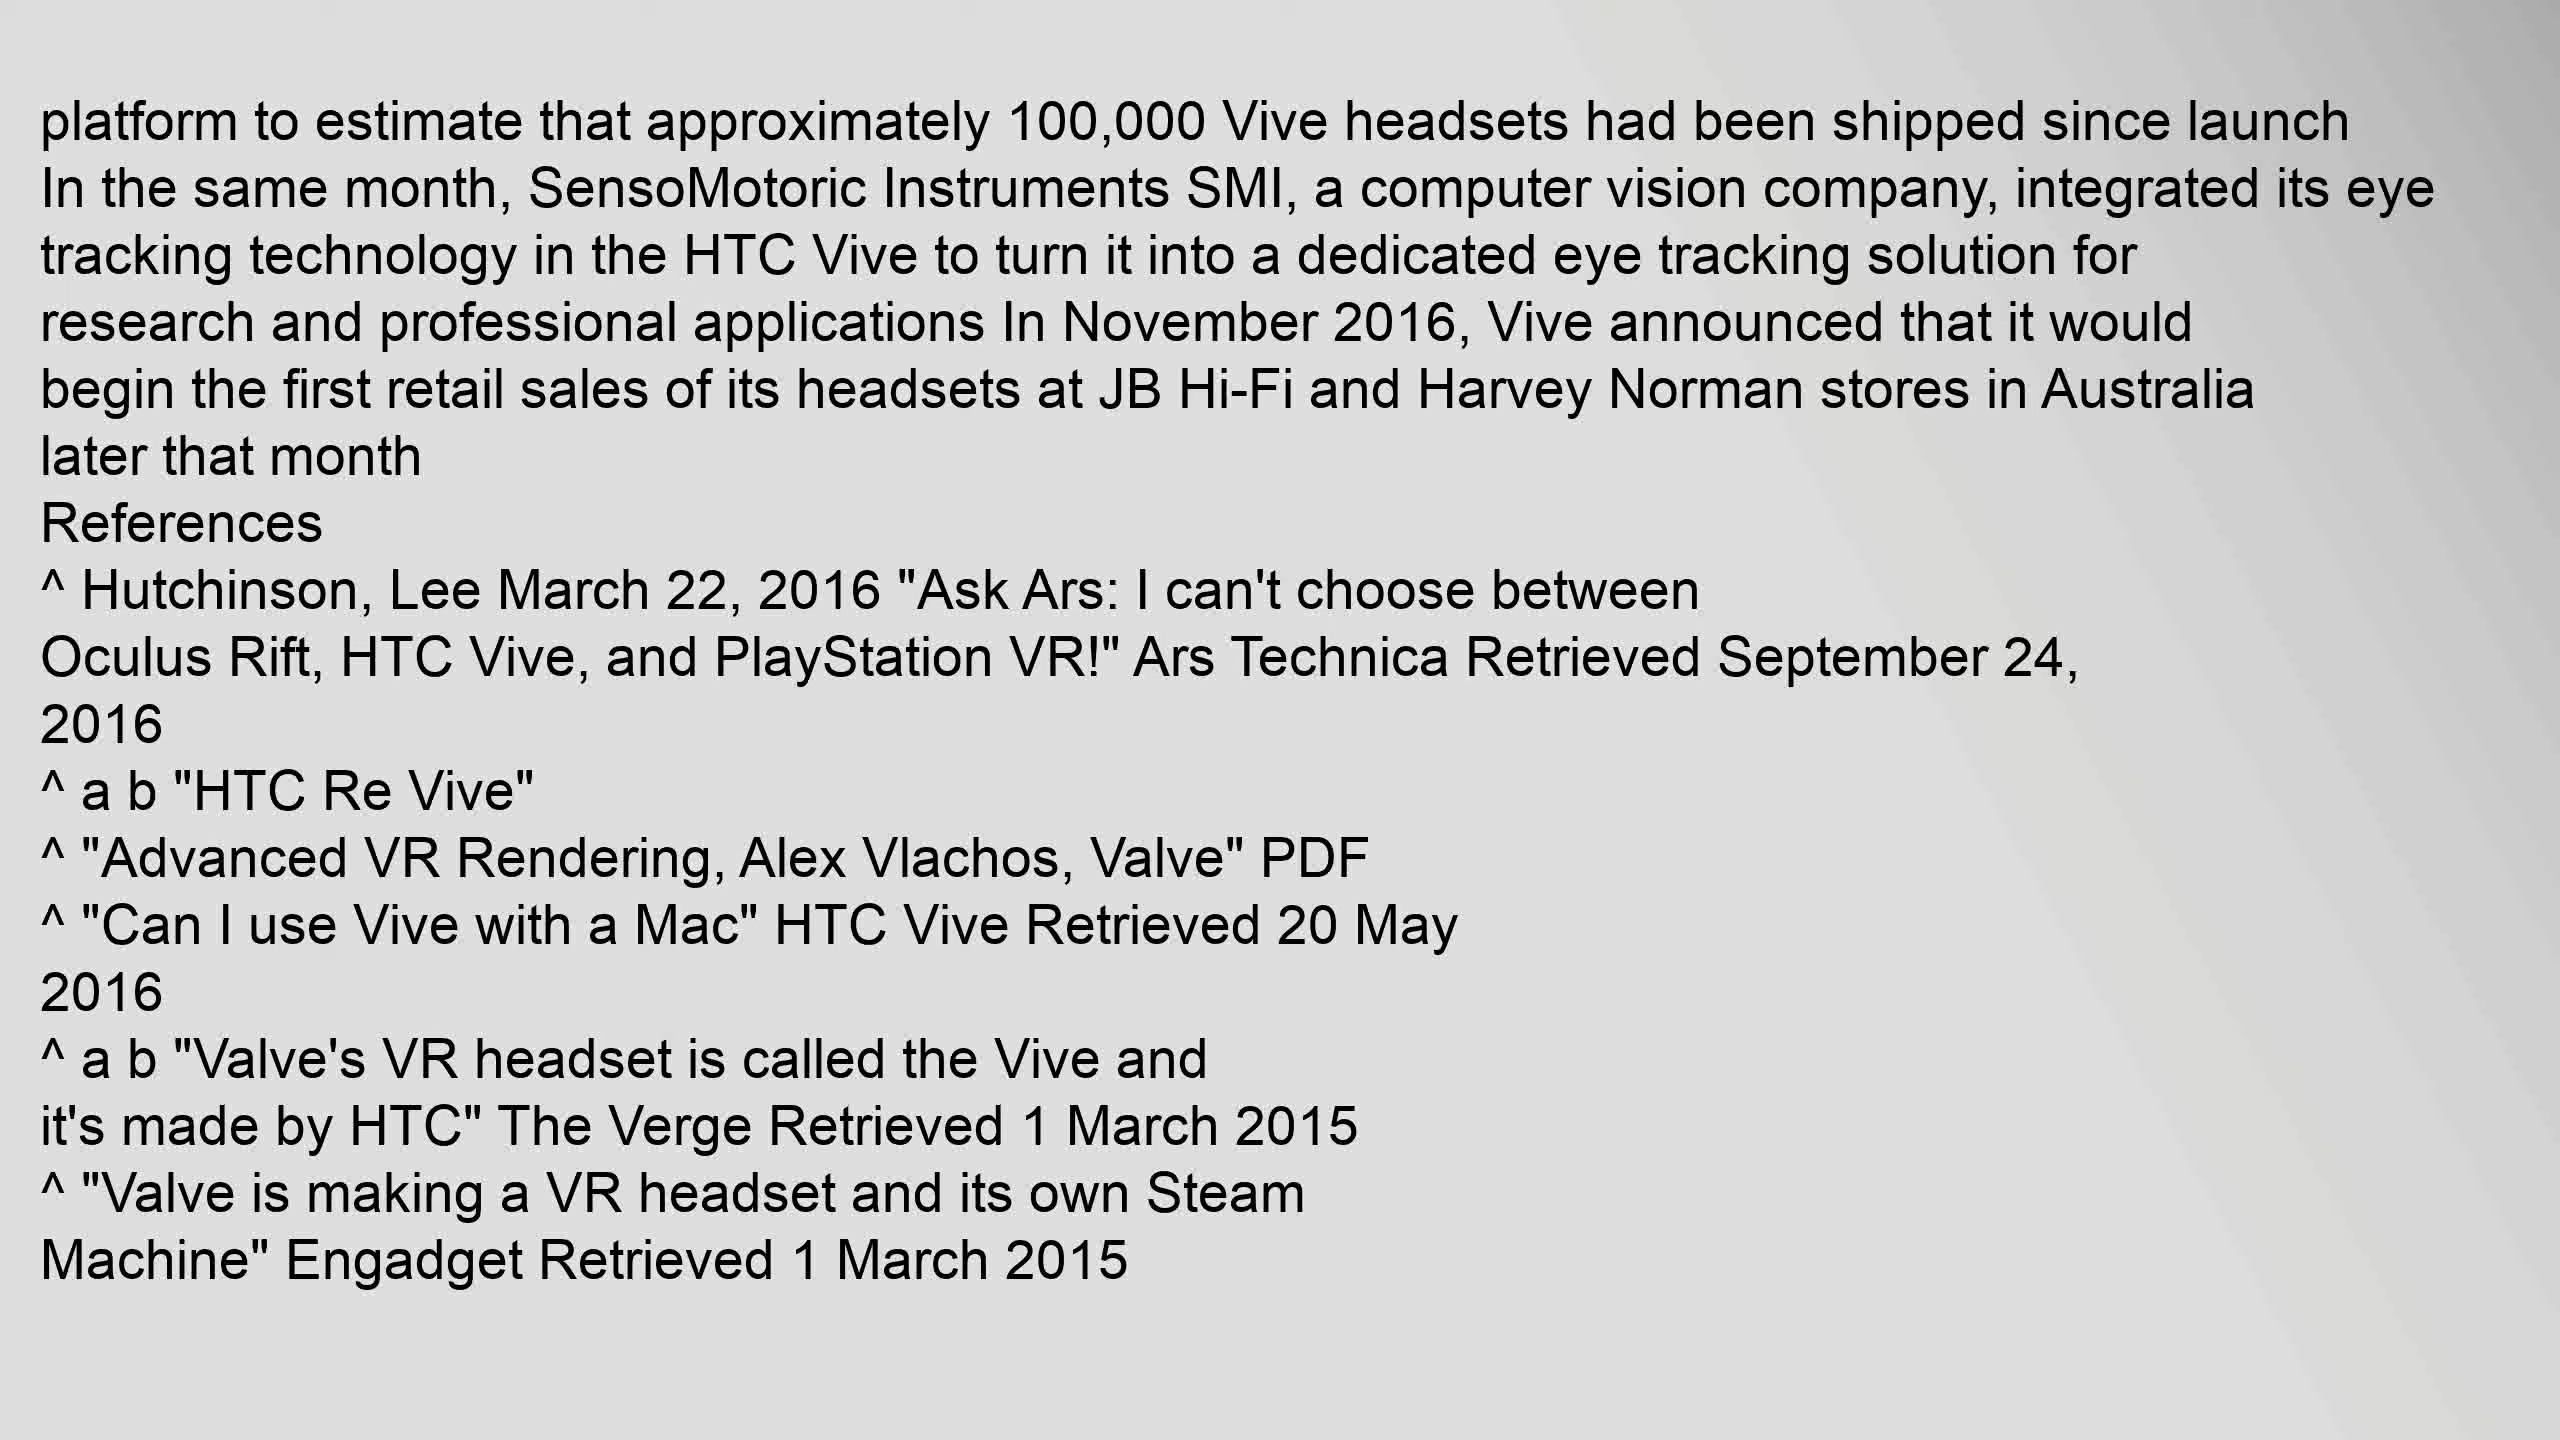 platform to estimate that approximately 100,000 Vive headsets had been shipped since launch
In the same month, SensoMotoric Instruments SMI, a computer vision company, integrated its eye
tracking technology in the HTC Vive to turn it into a dedicated eye tracking solution for
research and professional applications In November 2016, Vive announced that it would
begin the first retail sales of its headsets at JB Hi-Fi and Harvey Norman stores in Australia
later that month
References
^ Hutchinson, Lee March 22, 2016 "Ask Ars: I can't choose between
Oculus Rift, HTC Vive, and PlayStation VR!" Ars Technica Retrieved September 24,
2016
^ a b "HTC Re Vive"
^ "Advanced VR Rendering, Alex Vlachos, Valve" PDF
^ "Can I use Vive with a Mac" HTC Vive Retrieved 20 May
2016
^ a b "Valve's VR headset is called the Vive and
it's made by HTC" The Verge Retrieved 1 March 2015
^ "Valve is making a VR headset and its own Steam
Machine" Engadget Retrieved 1 March 2015